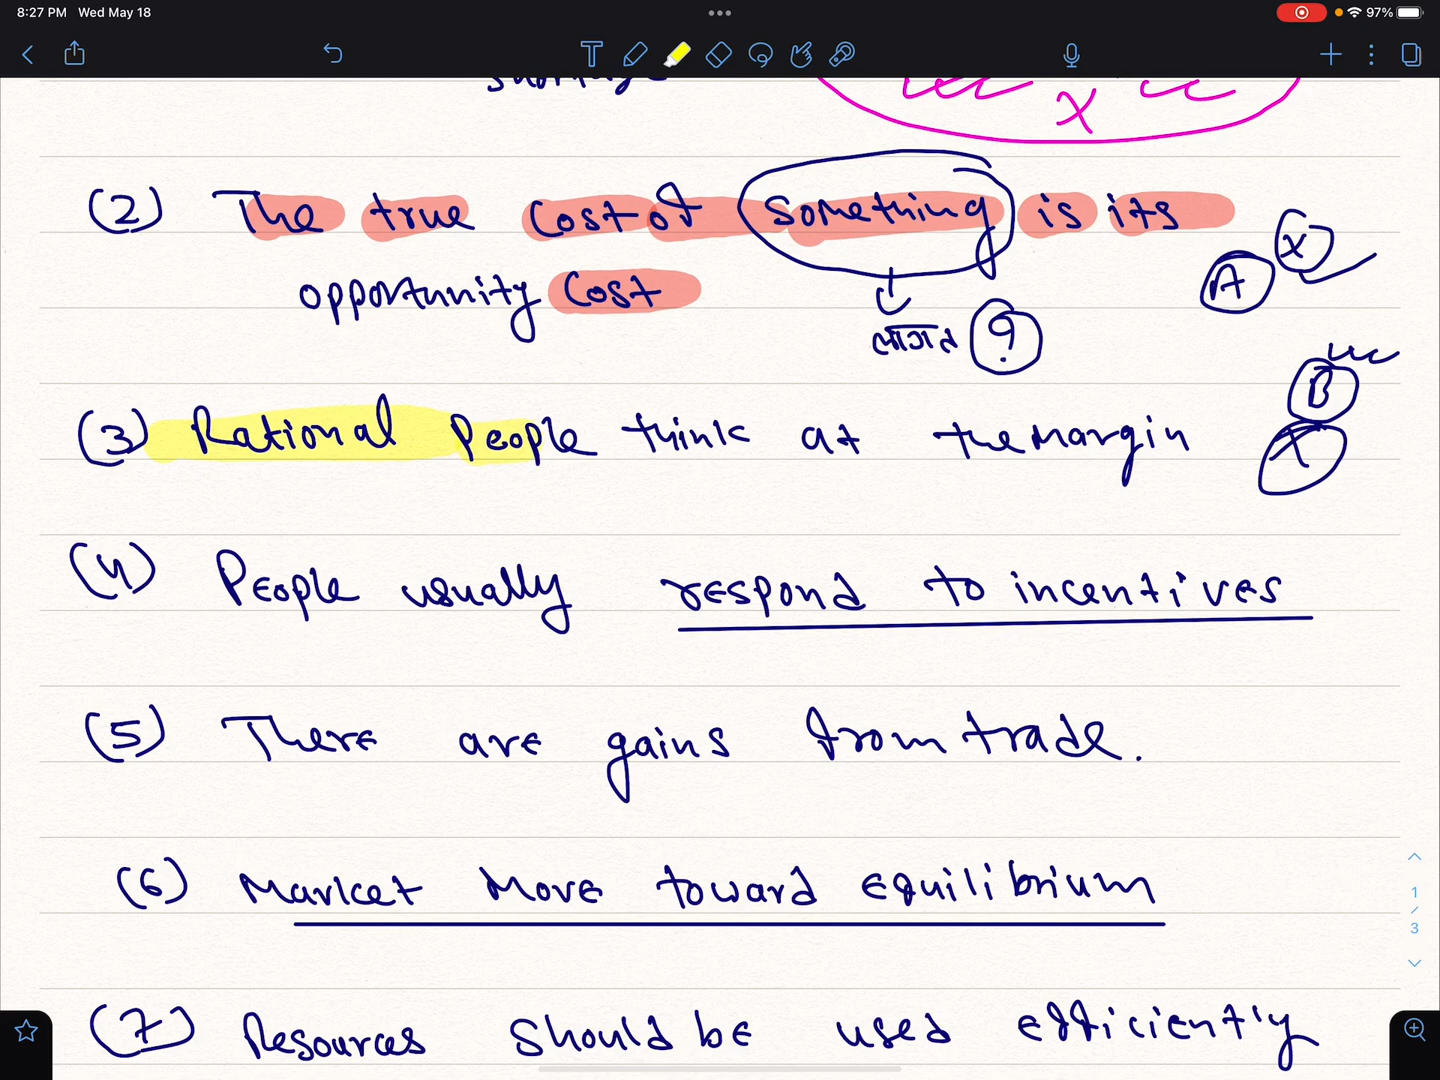 8:27 PM Wed May 18
97%
(2) The true cost of something is its
opportunity cost
A X
?
B
X
(3) Rational People think at the margin
(4) People usually respond to incentives
(5) There are gains from trade.
(6) Market Move toward equilibrium
1
/
3
(7) Resources should be used efficiently